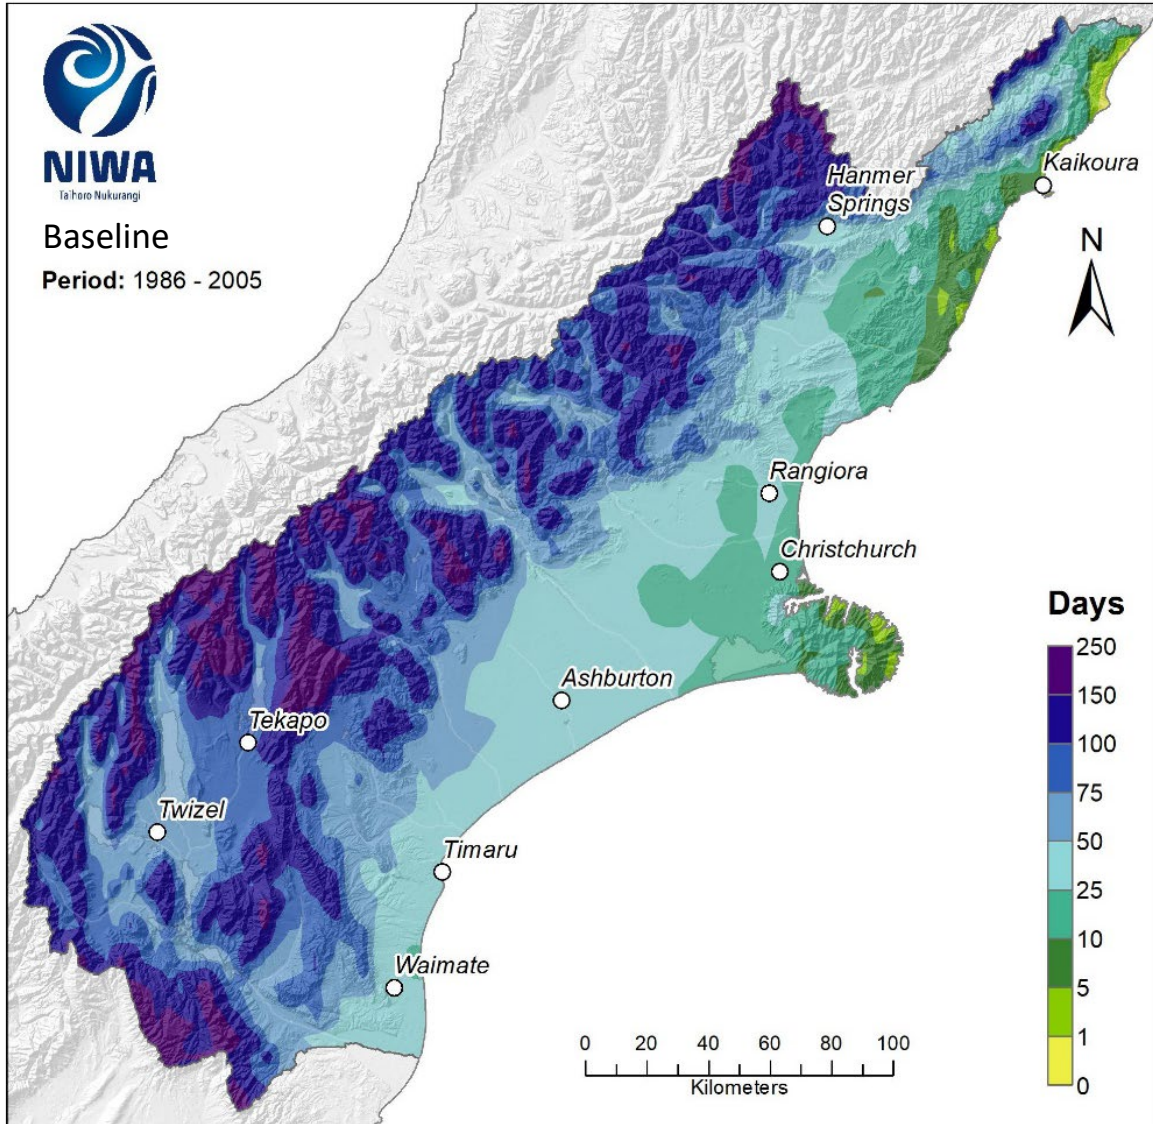 NIWA
Taihoro Nukurangi
Baseline
Period: 1986 - 2005
Hanmer
Springs
Kaikoura
N
Rangiora
Christchurch
Days
250
150
100
75
50
25
10
5
1
0
Ashburton
Tekapo
Twizel
Timaru
Waimate
0 20 40 60 80 100
Kilometers